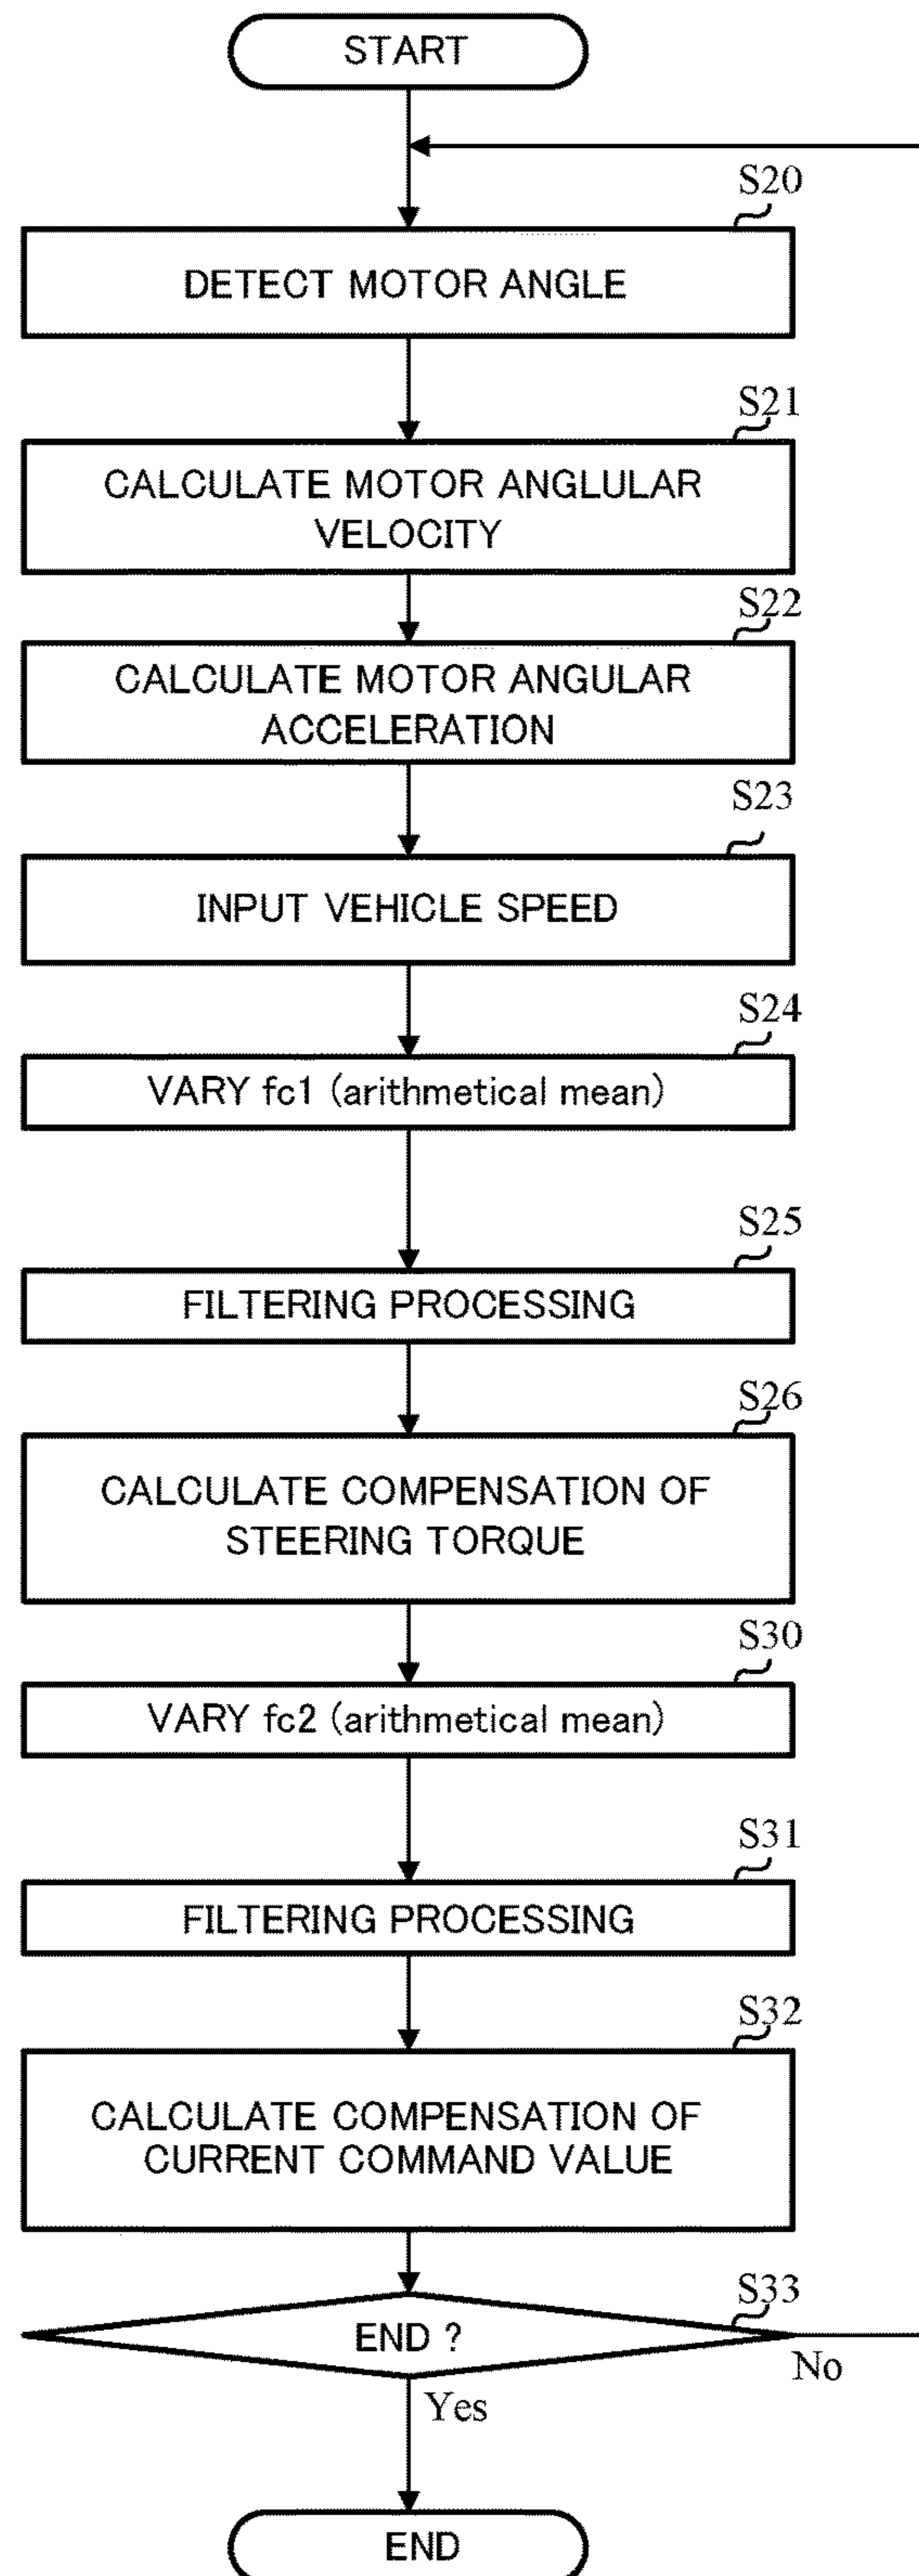 START
S20
DETECT MOTOR ANGLE
S21
CALCULATE MOTOR ANGLULAR
VELOCITY
S22
CALCULATE MOTOR ANGULAR
ACCELERATION
S23
INPUT VEHICLE SPEED
S24
VARY fc1 (arithmetical mean)
S25
FILTERING PROCESSING
S26
CALCULATE COMPENSATION OF
STEERING TORQUE
S30
VARY fc2 (arithmetical mean)
S31
FILTERING PROCESSING
S32
CALCULATE COMPENSATION OF
CURRENT COMMAND VALUE
S33
END ?
No
Yes
END